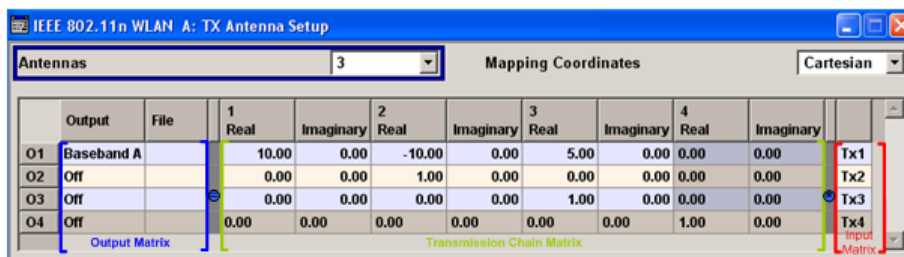 IEEE 802.11n WLAN A: TX Antenna Setup
Antennas 3 Mapping Coordinates Cartesian
Output File 1 Real Imaginary 2 Real Imaginary 3 Real Imaginary 4 Real Imaginary
O1 Baseband A 10.00 0.00 -10.00 0.00 5.00 0.00 0.00 0.00 Tx1
O2 Off 0.00 0.00 1.00 0.00 0.00 0.00 0.00 0.00 Tx2
O3 Off 0.00 0.00 0.00 0.00 1.00 0.00 0.00 0.00 Tx3
O4 Off 0.00 0.00 0.00 0.00 0.00 0.00 1.00 0.00 Tx4
Output Matrix Transmission Chain Matrix Input Matrix